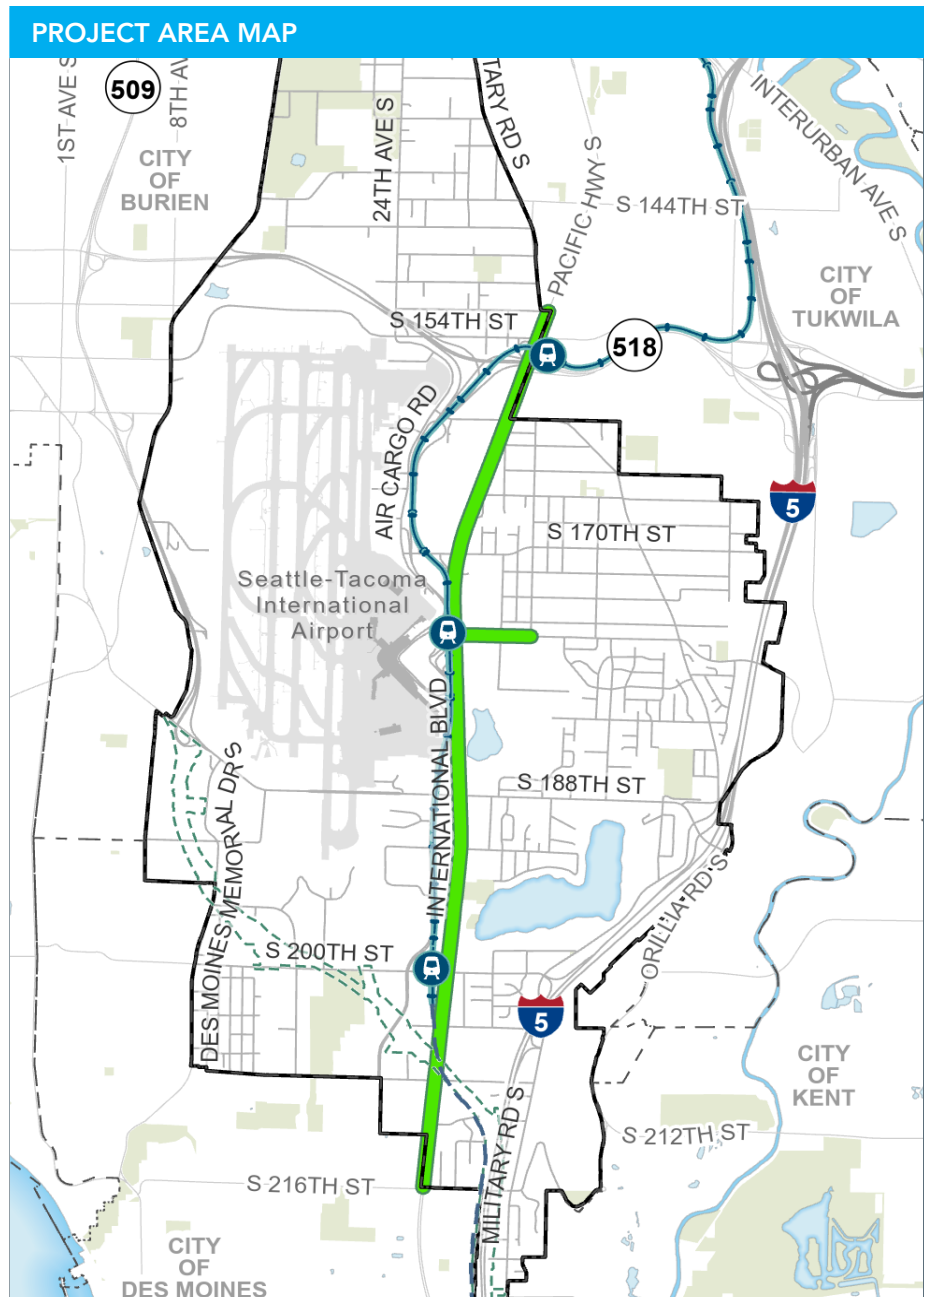 PROJECT AREA MAP
1ST AVE S
509
8TH AV
24TH AVE S
TARY RD S
PACIFIC HWY S
INTERURBAN AVE S
CITY
OF
BURIEN
S 144TH ST
CITY
OF
TUKWILA
S 154TH ST
518
AIR CARGO RD
5
S 170TH ST
Seattle-Tacoma
International
Airport
INTERNATIONAL BLVD
S 188TH ST
DES MOINES MEMORVAL DR S
ORILLIA RD S
S 200TH ST
5
CITY
OF
KENT
MILITARY RD S
S 212TH ST
S 216TH ST
CITY
OF
DES MOINES